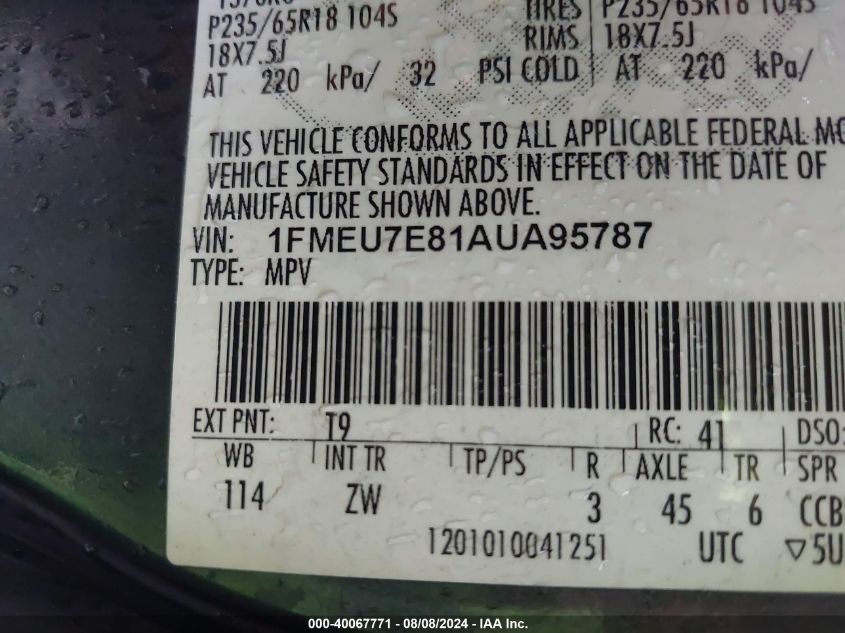 P235/65R18 104S TIRES P235/65R18 104S
18X7.5J RIMS 18X7.5J
AT 220 kPa/ 32 PSI COLD AT 220 kPa/
THIS VEHICLE CONFORMS TO ALL APPLICABLE FEDERAL MO
VEHICLE SAFETY STANDARDS IN EFFECT ON THE DATE OF
MANUFACTURE SHOWN ABOVE.
VIN: 1FMEU7E81AUA95787
TYPE: MPV
EXT PNT: T9 RC: 41 DSO:
WB INT TR TP/PS R AXLE TR SPR
114 ZW 3 45 6 CCB
1201010041251 UTC ▽5U
000-40067771 - 08/08/2024 - IAA Inc.